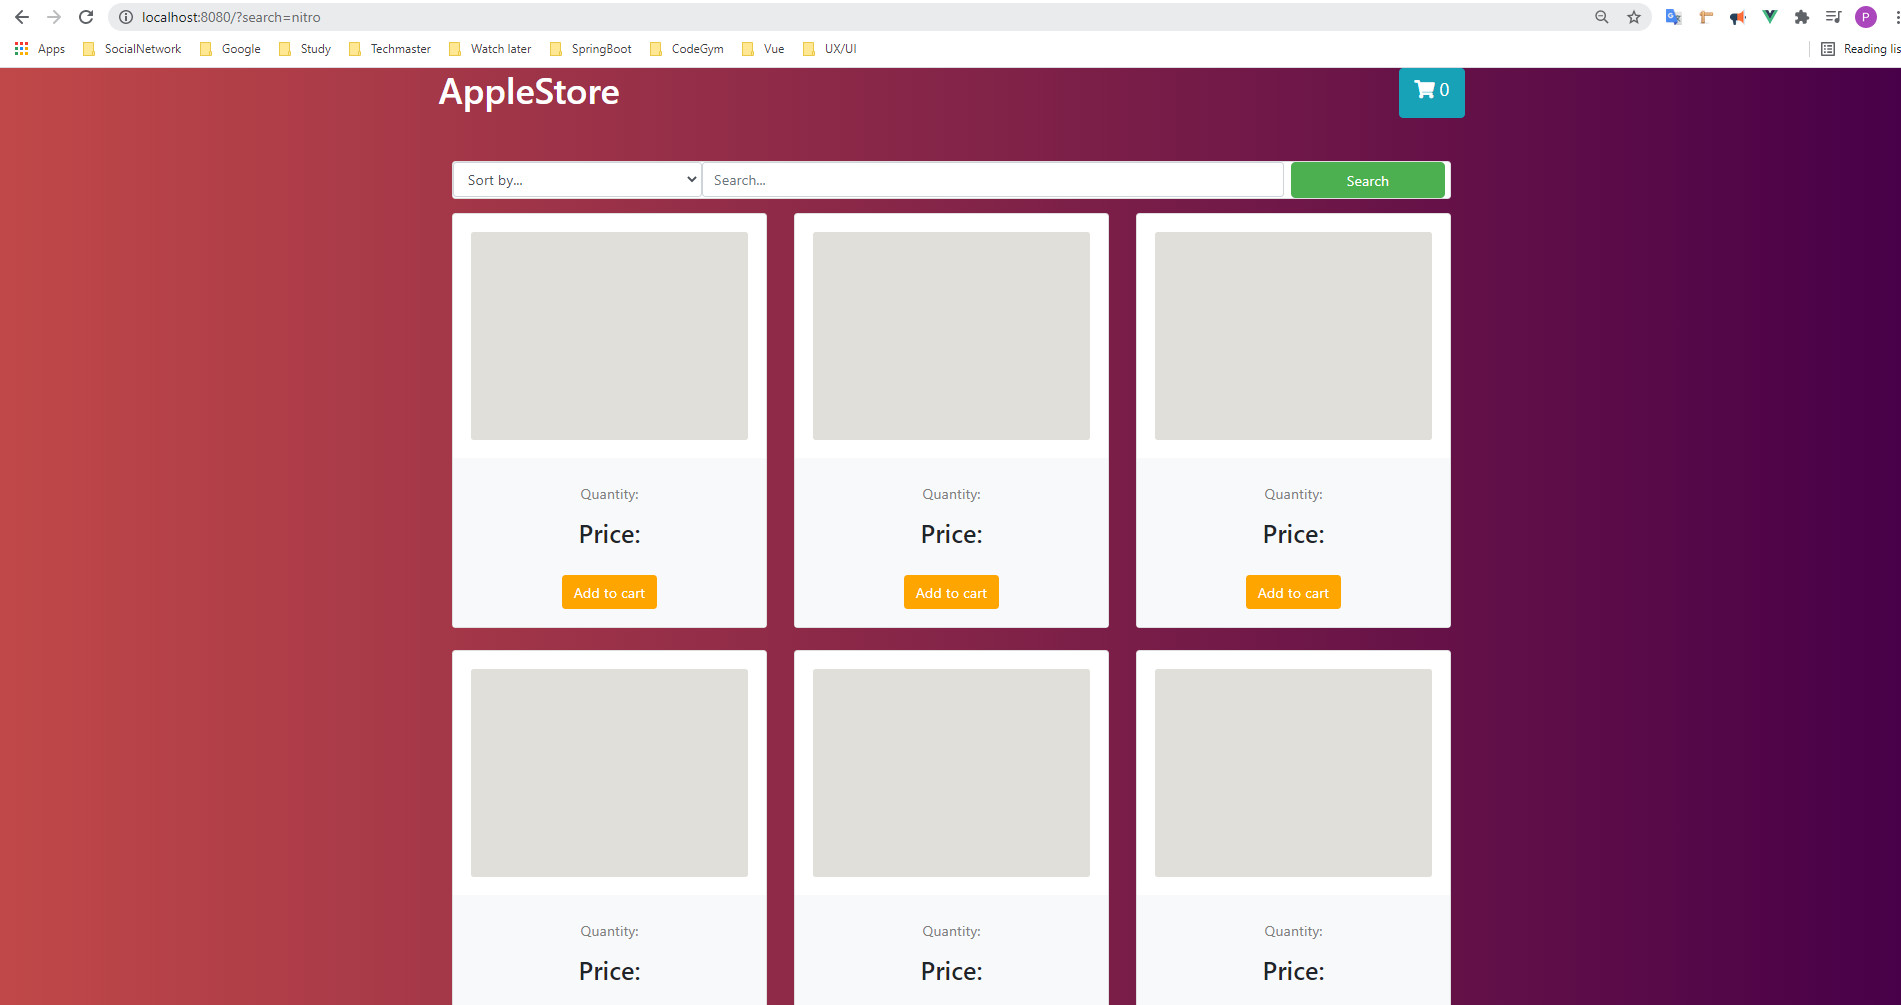 localhost:8080/?search=nitro
Apps SocialNetwork Google Study Techmaster Watch later SpringBoot CodeGym Vue UX/UI Reading lis
AppleStore 0
Sort by... Search... Search
Quantity: Quantity: Quantity:
Price: Price: Price:
Add to cart Add to cart Add to cart
Quantity: Quantity: Quantity:
Price: Price: Price: